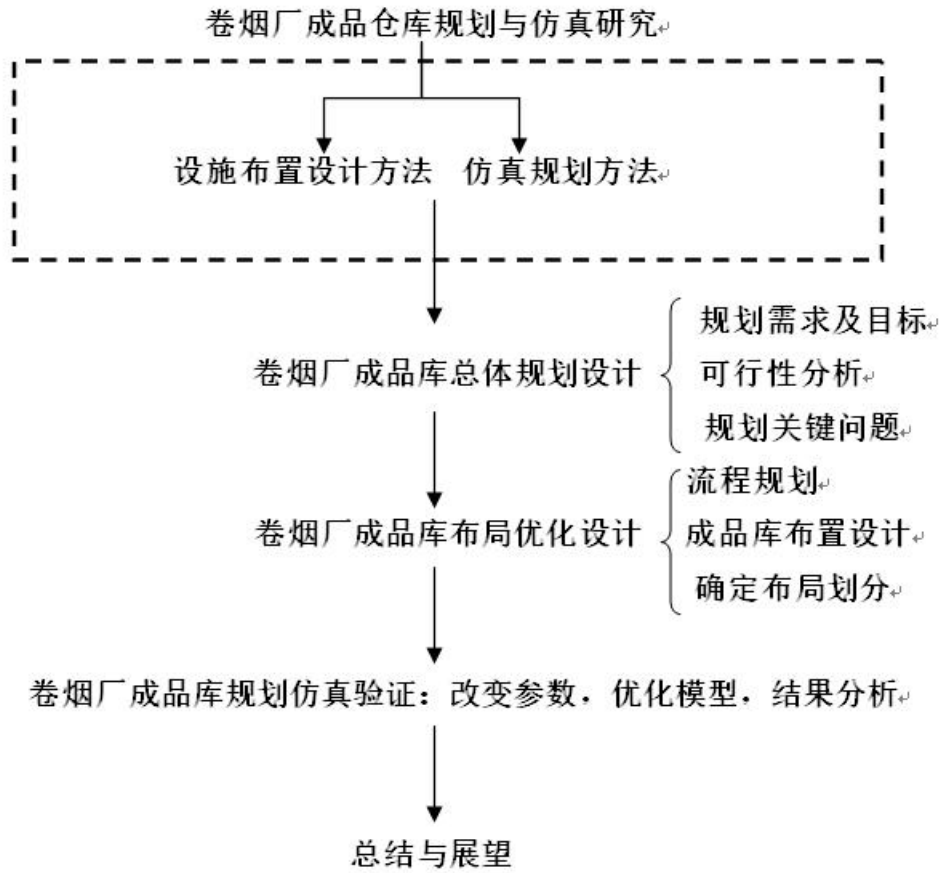 卷烟厂成品仓库规划与仿真研究
设施布置设计方法 仿真规划方法
卷烟厂成品库总体规划设计
规划需求及目标
可行性分析
规划关键问题
卷烟厂成品库布局优化设计
流程规划
成品库布置设计
确定布局划分
卷烟厂成品库规划仿真验证：改变参数，优化模型，结果分析
总结与展望